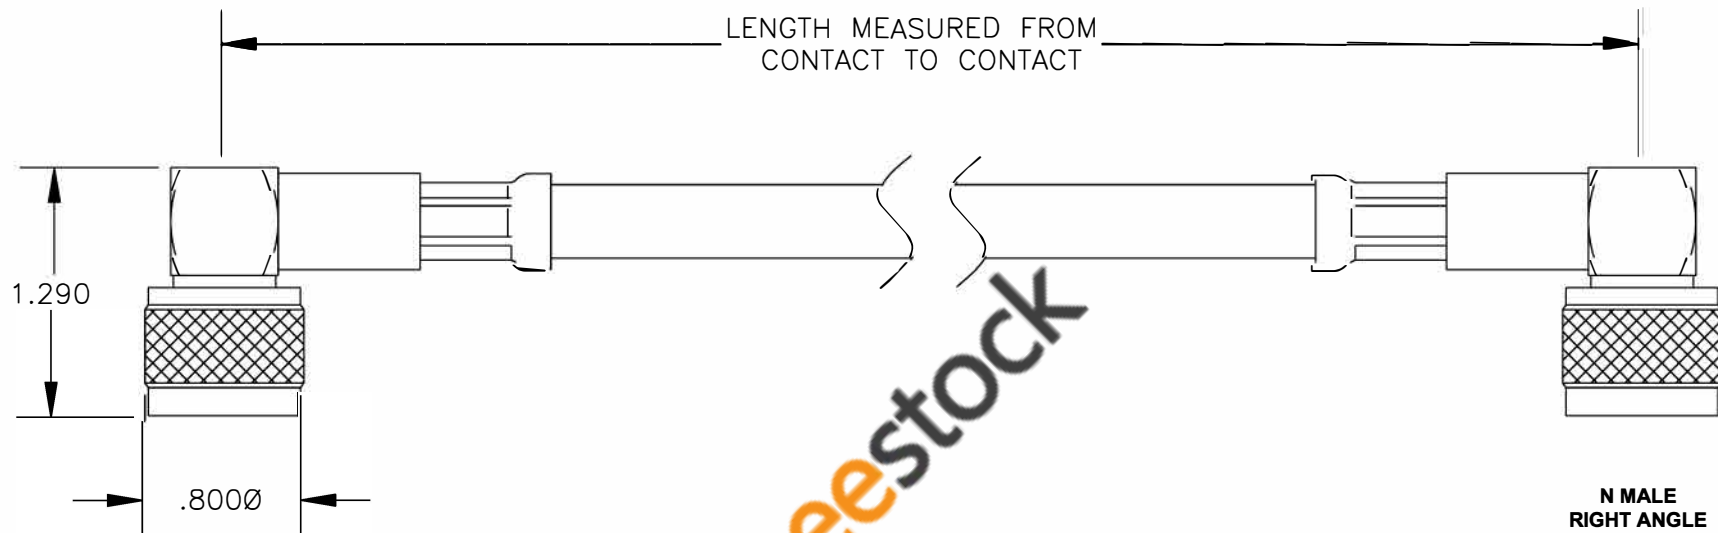 LENGTH MEASURED FROM
CONTACT TO CONTACT
1.290
.800Ø
eestock
N MALE
RIGHT ANGLE